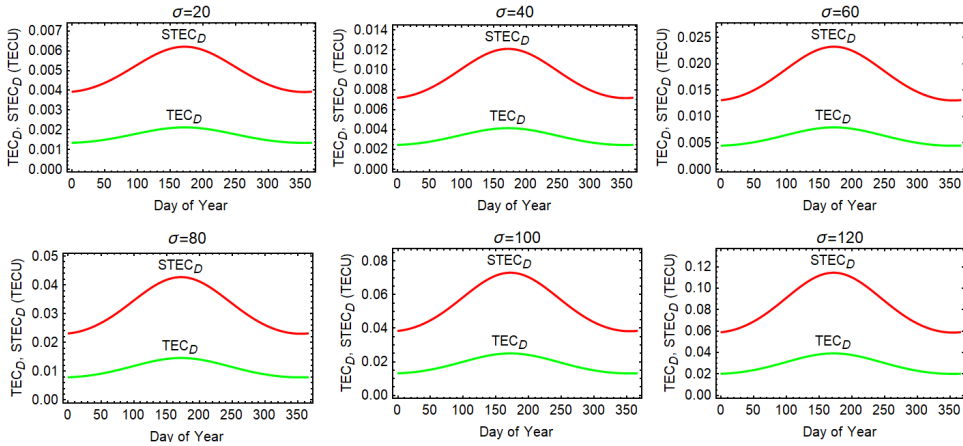 σ=20
TEC_D, STEC_D (TECU)
0.007
0.006
0.005
0.004
0.003
0.002
0.001
0.000
STEC_D
TEC_D
0 50 100 150 200 250 300 350
Day of Year
σ=40
TEC_D, STEC_D (TECU)
0.014
0.012
0.010
0.008
0.006
0.004
0.002
0.000
STEC_D
TEC_D
0 50 100 150 200 250 300 350
Day of Year
σ=60
TEC_D, STEC_D (TECU)
0.025
0.020
0.015
0.010
0.005
0.000
STEC_D
TEC_D
0 50 100 150 200 250 300 350
Day of Year
σ=80
TEC_D, STEC_D (TECU)
0.05
0.04
0.03
0.02
0.01
0.00
STEC_D
TEC_D
0 50 100 150 200 250 300 350
Day of Year
σ=100
TEC_D, STEC_D (TECU)
0.08
0.06
0.04
0.02
0.00
STEC_D
TEC_D
0 50 100 150 200 250 300 350
Day of Year
σ=120
TEC_D, STEC_D (TECU)
0.12
0.10
0.08
0.06
0.04
0.02
0.00
STEC_D
TEC_D
0 50 100 150 200 250 300 350
Day of Year